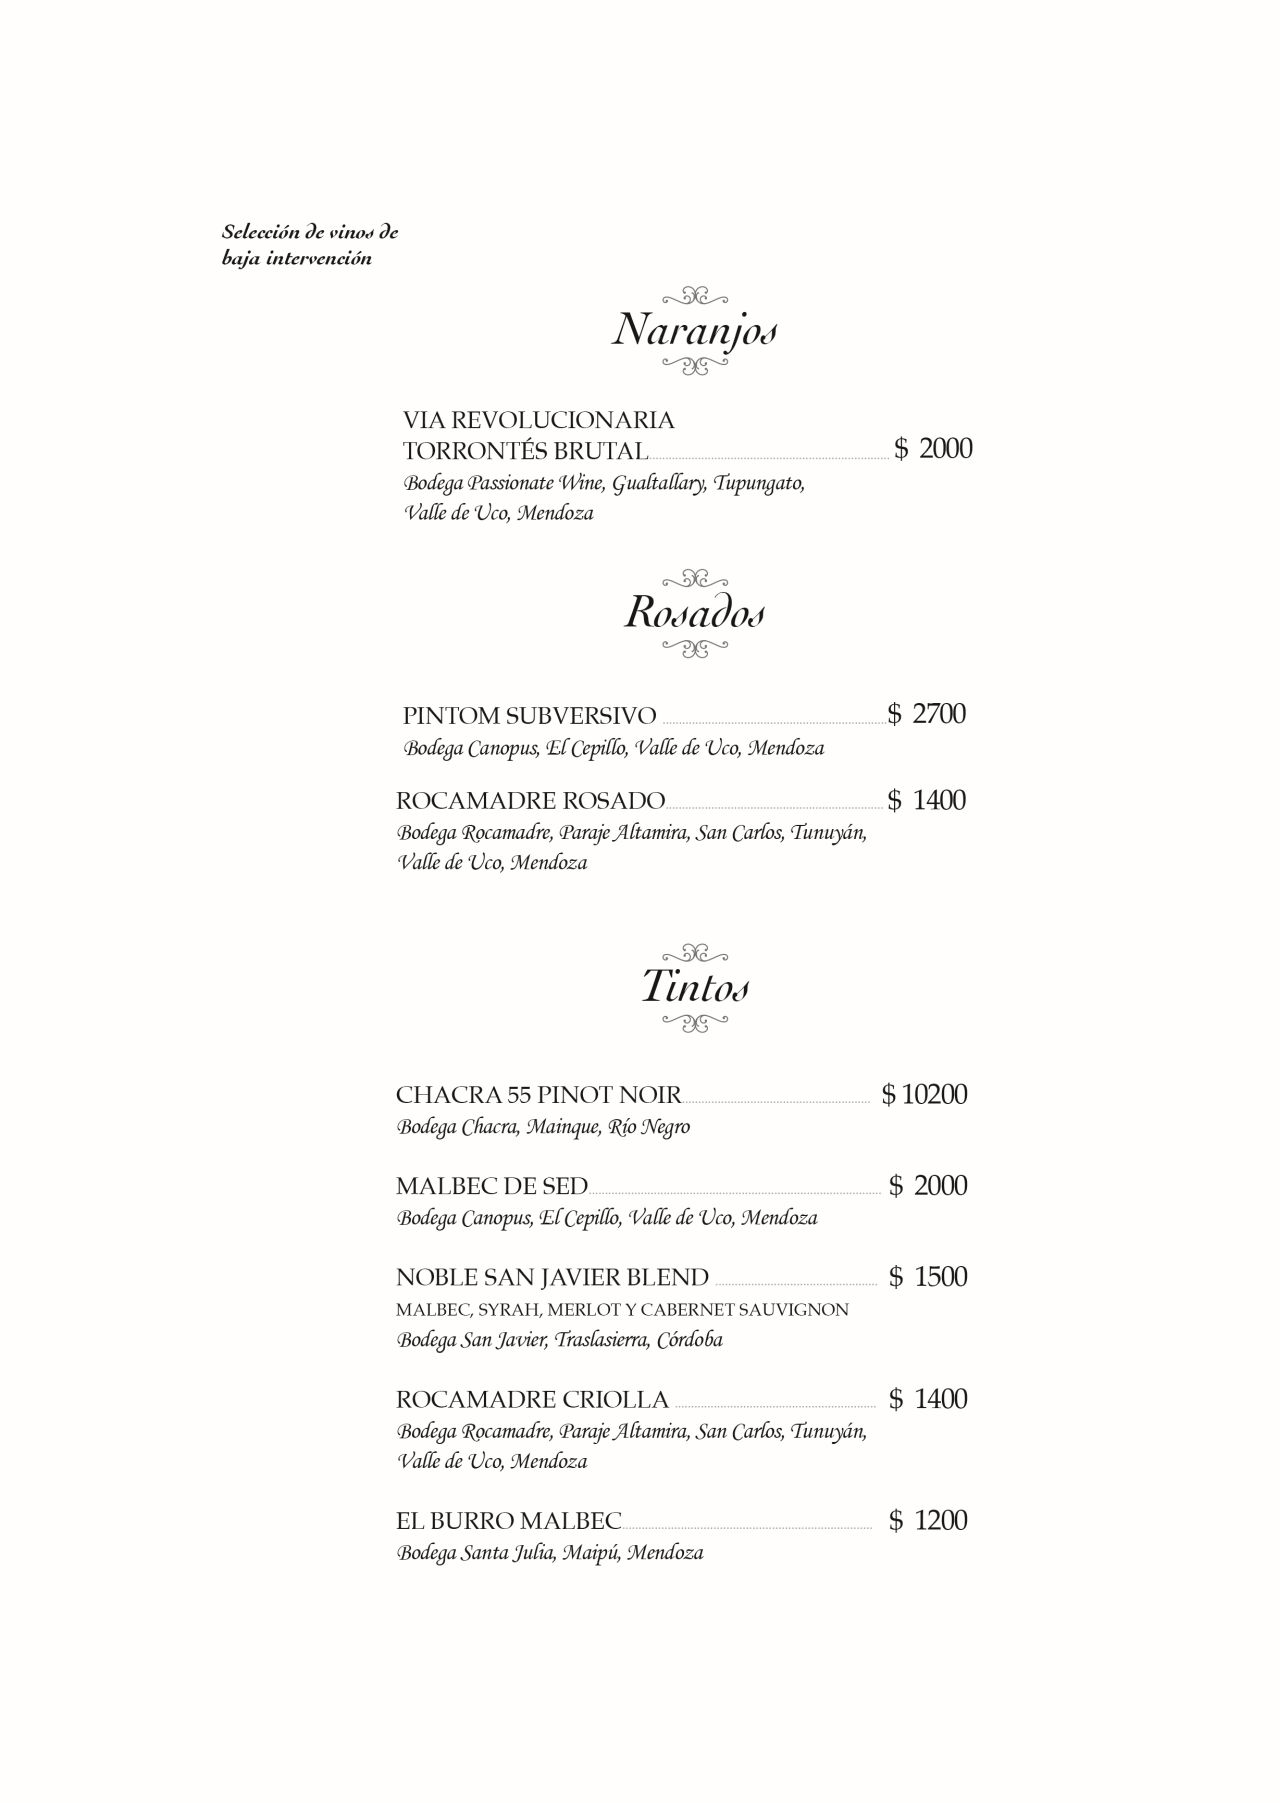 Selección de vinos de
baja intervención
Naranjos
VIA REVOLUCIONARIA
TORRONTÉS BRUTAL $ 2000
Bodega Passionate Wine, Gualtallary, Tupungato,
Valle de Uco, Mendoza
Rosados
PINTOM SUBVERSIVO $ 2700
Bodega Canopus, El Cepillo, Valle de Uco, Mendoza
ROCAMADRE ROSADO $ 1400
Bodega Rocamadre, Paraje Altamira, San Carlos, Tunuyán,
Valle de Uco, Mendoza
Tintos
CHACRA 55 PINOT NOIR $ 10200
Bodega Chacra, Mainque, Río Negro
MALBEC DE SED $ 2000
Bodega Canopus, El Cepillo, Valle de Uco, Mendoza
NOBLE SAN JAVIER BLEND $ 1500
MALBEC, SYRAH, MERLOT Y CABERNET SAUVIGNON
Bodega San Javier, Traslasierra, Córdoba
ROCAMADRE CRIOLLA $ 1400
Bodega Rocamadre, Paraje Altamira, San Carlos, Tunuyán,
Valle de Uco, Mendoza
EL BURRO MALBEC $ 1200
Bodega Santa Julia, Maipú, Mendoza